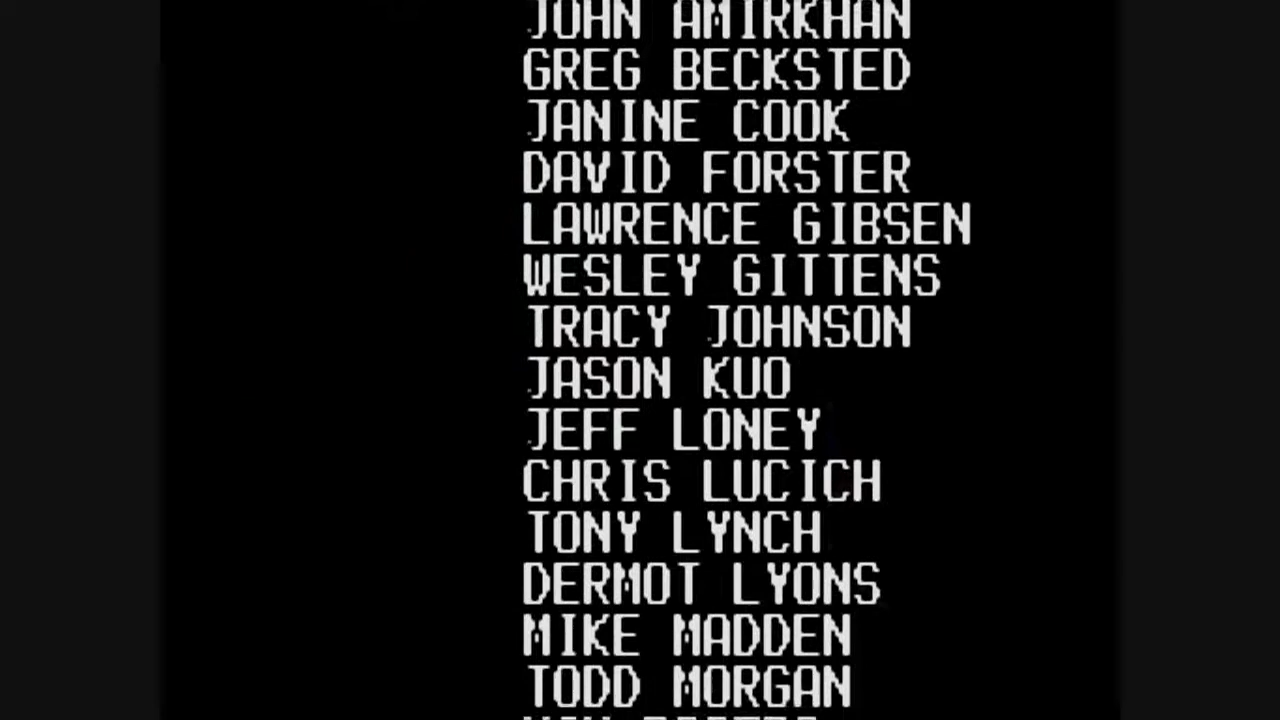 JOHN AMIRKHAN
GREG BECKSTED
JANINE COOK
DAVID FORSTER
LAWRENCE GIBSEN
WESLEY GITTENS
TRACY JOHNSON
JASON KUO
JEFF LONEY
CHRIS LUCICH
TONY LYNCH
DERMOT LYONS
MIKE MADDEN
TODD MORGAN